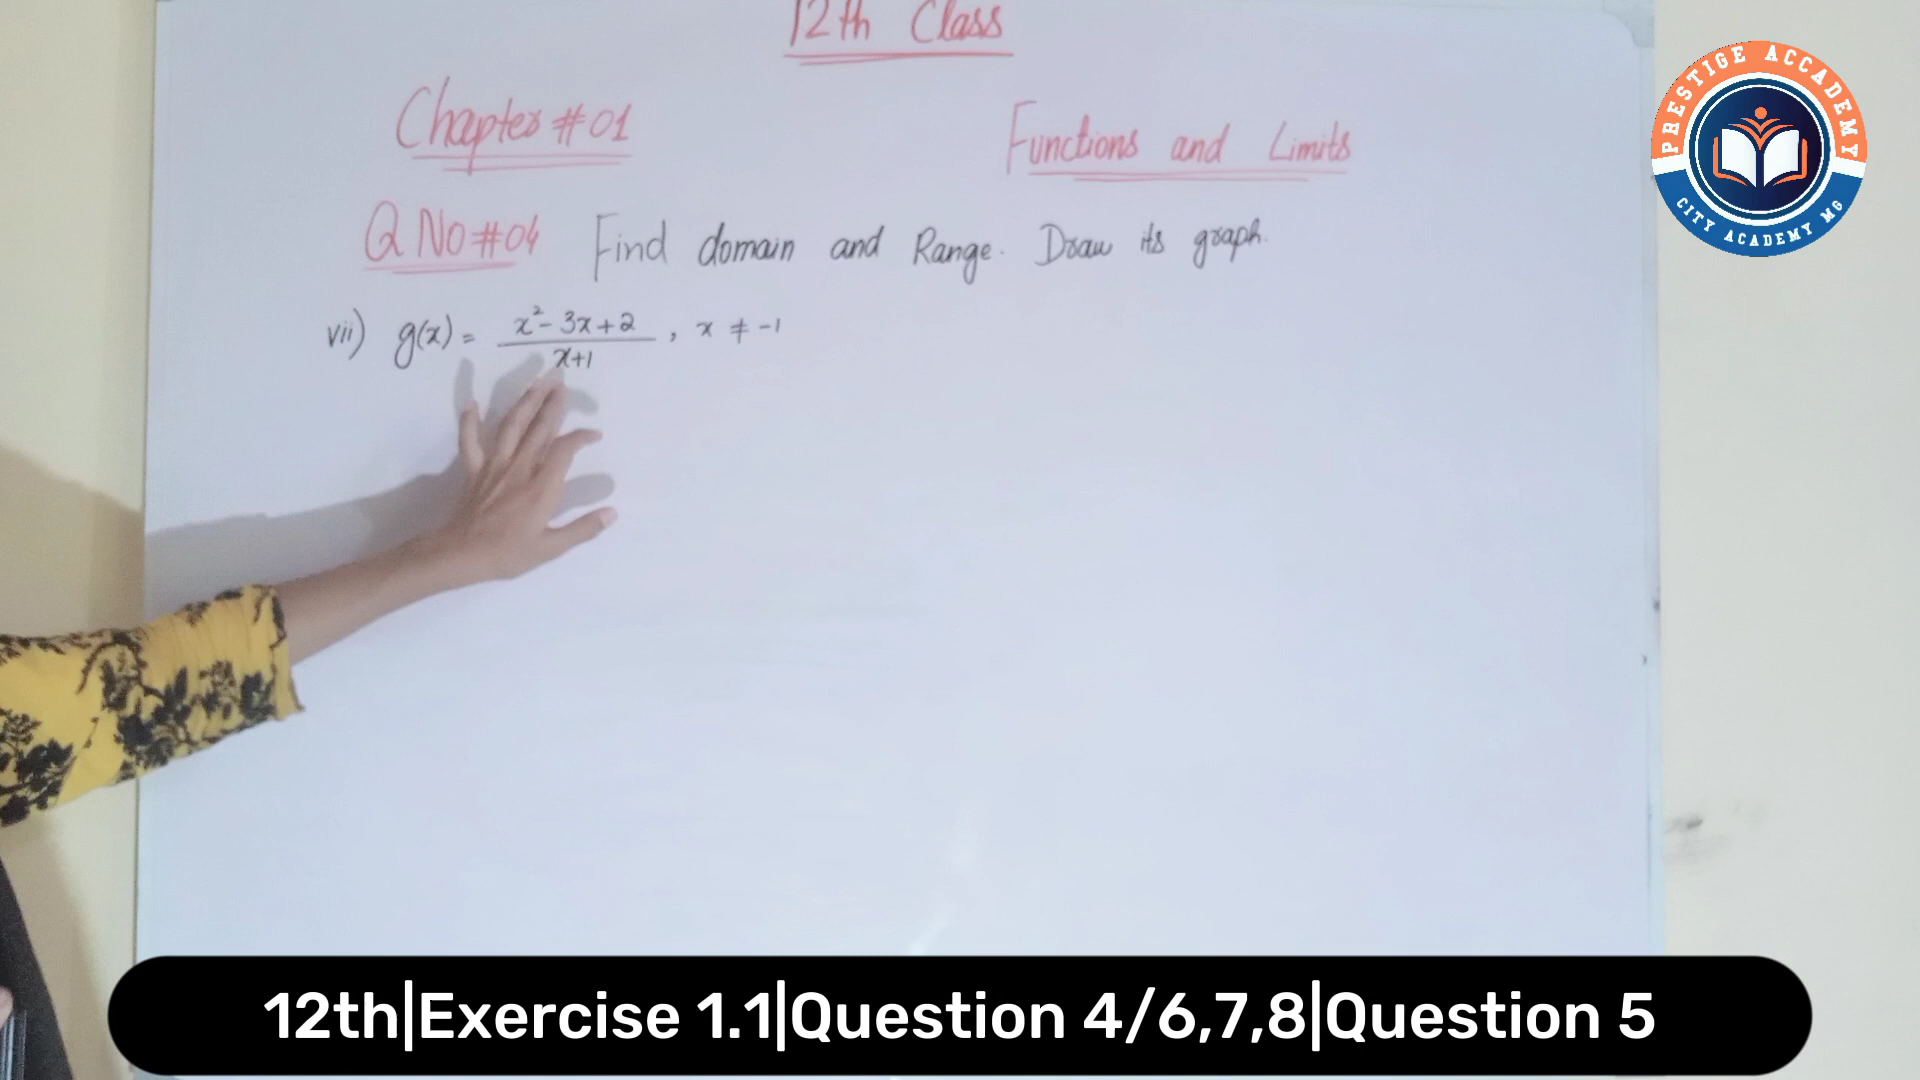 12th Class
Chapter #01
Functions and Limits
Q NO #04 Find domain and Range. Draw its graph.
vii) g(x) = x²- 3x+2 / x+1 , x ≠ -1
PRESTIGE ACCADEMY
CITY ACADEMY MG
12th|Exercise 1.1|Question 4/6,7,8|Question 5